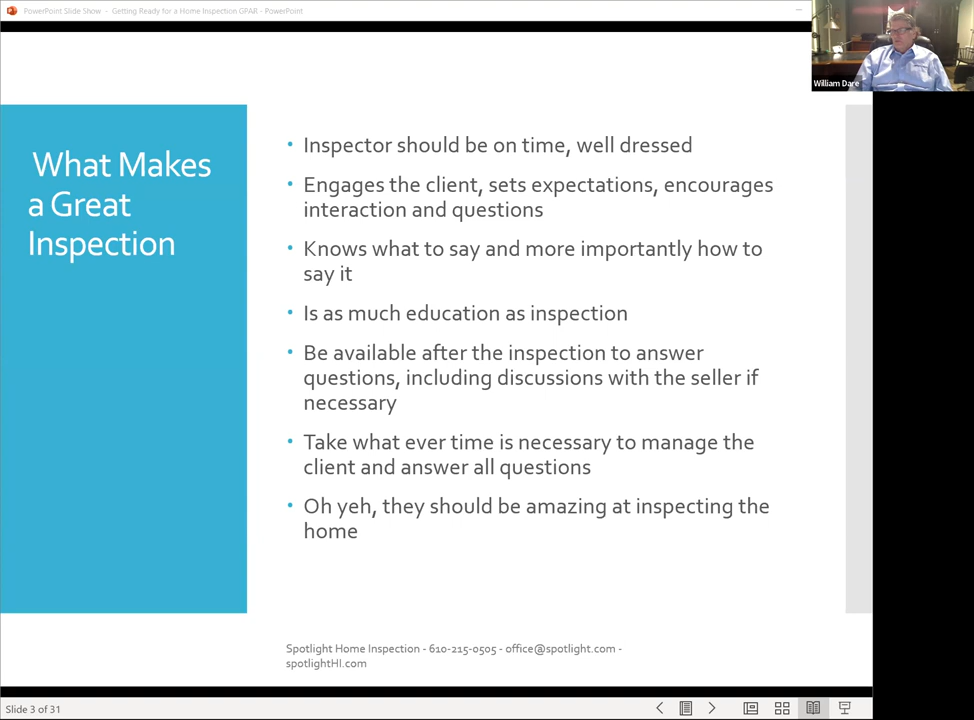 PowerPoint Slide Show - Getting Ready for a Home Inspection GPAR - PowerPoint
William Dare
What Makes
a Great
Inspection
• Inspector should be on time, well dressed
• Engages the client, sets expectations, encourages
interaction and questions
• Knows what to say and more importantly how to
say it
• Is as much education as inspection
• Be available after the inspection to answer
questions, including discussions with the seller if
necessary
• Take what ever time is necessary to manage the
client and answer all questions
• Oh yeh, they should be amazing at inspecting the
home
Spotlight Home Inspection - 610-215-0505 - office@spotlight.com -
spotlightHI.com
Slide 3 of 31